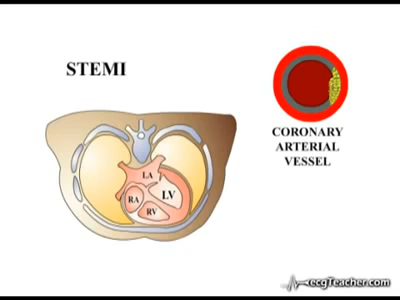 STEMI
CORONARY
ARTERIAL
VESSEL
LA
LV
RA
RV
ecgTeacher.com